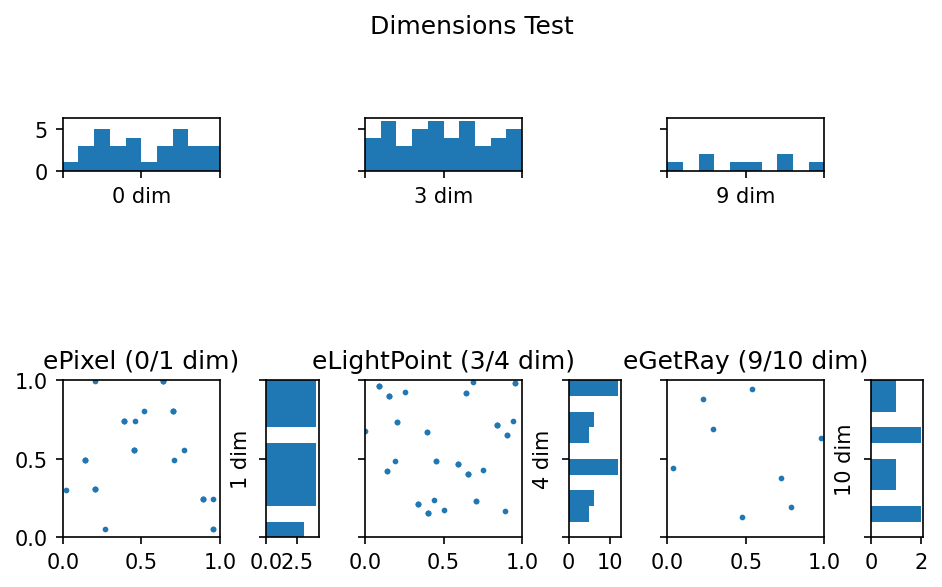 Dimensions Test
5
0
0 dim
3 dim
9 dim
ePixel (0/1 dim)
eLightPoint (3/4 dim)
eGetRay (9/10 dim)
1.0
0.5
0.0
1 dim
4 dim
10 dim
0.0 0.5 1.0
0.02.5
0.0 0.5 1.0
0 10
0.0 0.5 1.0
0 2